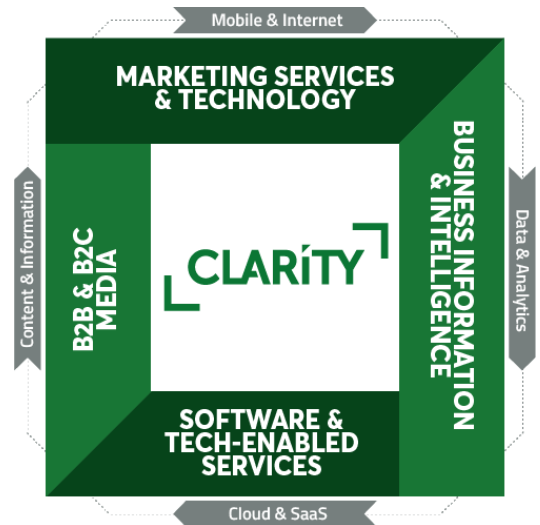 Mobile & Internet
MARKETING SERVICES
& TECHNOLOGY
Content & Information
B2B & B2C
MEDIA
CLARÍTY
BUSINESS INFORMATION
& INTELLIGENCE
Data & Analytics
SOFTWARE &
TECH-ENABLED
SERVICES
Cloud & SaaS